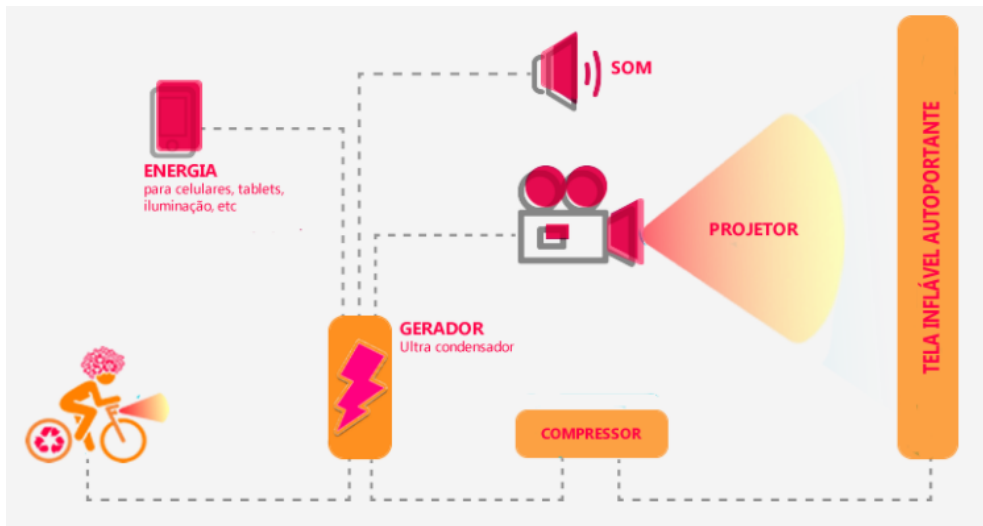 SOM
ENERGIA
para celulares, tablets,
iluminação, etc
PROJETOR
TELA INFLÁVEL AUTOPORTANTE
GERADOR
Ultra condensador
COMPRESSOR